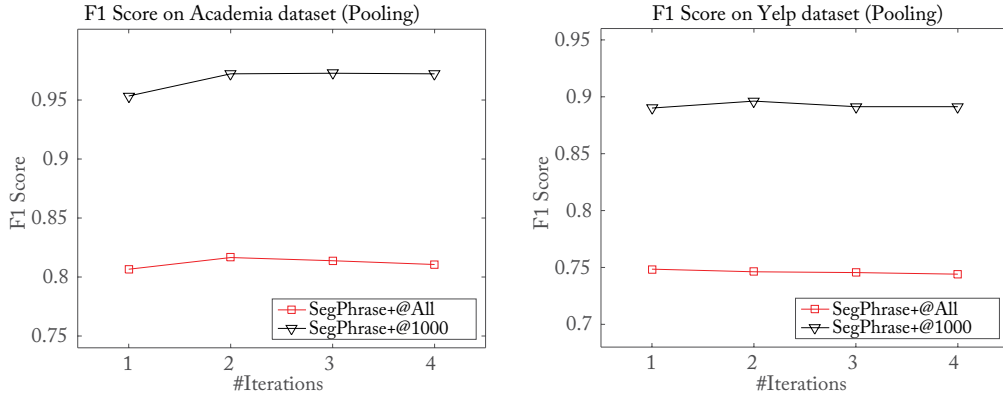 F1 Score on Academia dataset (Pooling)
F1 Score
0.95
0.9
0.85
0.8
0.75
SegPhrase+@All
SegPhrase+@1000
1 2 3 4
#Iterations
F1 Score on Yelp dataset (Pooling)
F1 Score
0.95
0.9
0.85
0.8
0.75
0.7
SegPhrase+@All
SegPhrase+@1000
1 2 3 4
#Iterations